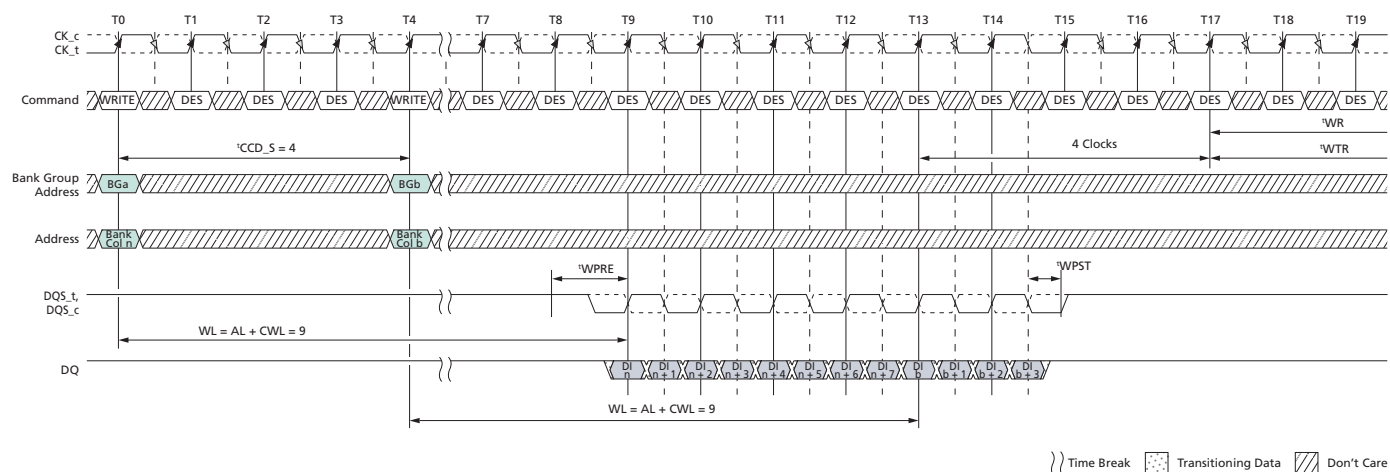 T0 T1 T2 T3 T4 T7 T8 T9 T10 T11 T12 T13 T14 T15 T16 T17 T18 T19
CK_c
CK_t
Command WRITE DES DES DES WRITE DES DES DES DES DES DES DES DES DES DES DES DES DES
tWR
tCCD_S = 4 4 Clocks tWTR
Bank Group
Address BGa BGb
Address Bank Col n Bank Col b
tWPRE tWPST
DQS_t,
DQS_c
WL = AL + CWL = 9
DQ DI n DI n + 1 DI n + 2 DI n + 3 DI n + 4 DI n + 5 DI n + 6 DI n + 7 DI b DI b + 1 DI b + 2 DI b + 3
WL = AL + CWL = 9
Time Break Transitioning Data Don't Care